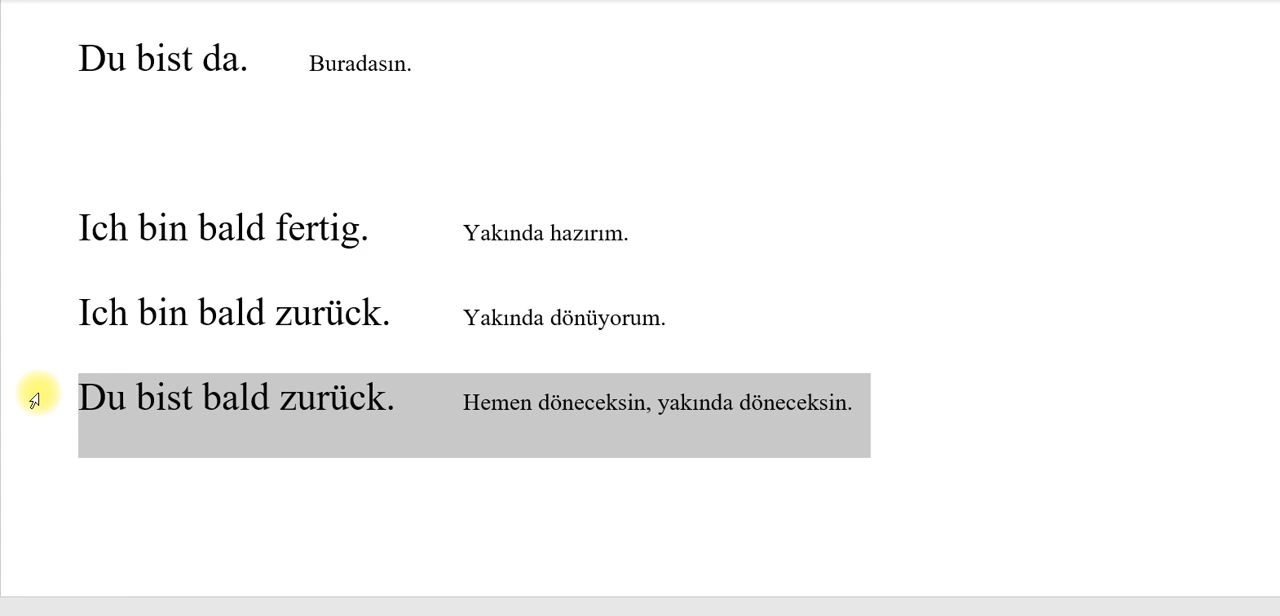 Du bist da. Buradasın.
Ich bin bald fertig. Yakında hazırım.
Ich bin bald zurück. Yakında dönüyorum.
Du bist bald zurück. Hemen döneceksin, yakında döneceksin.